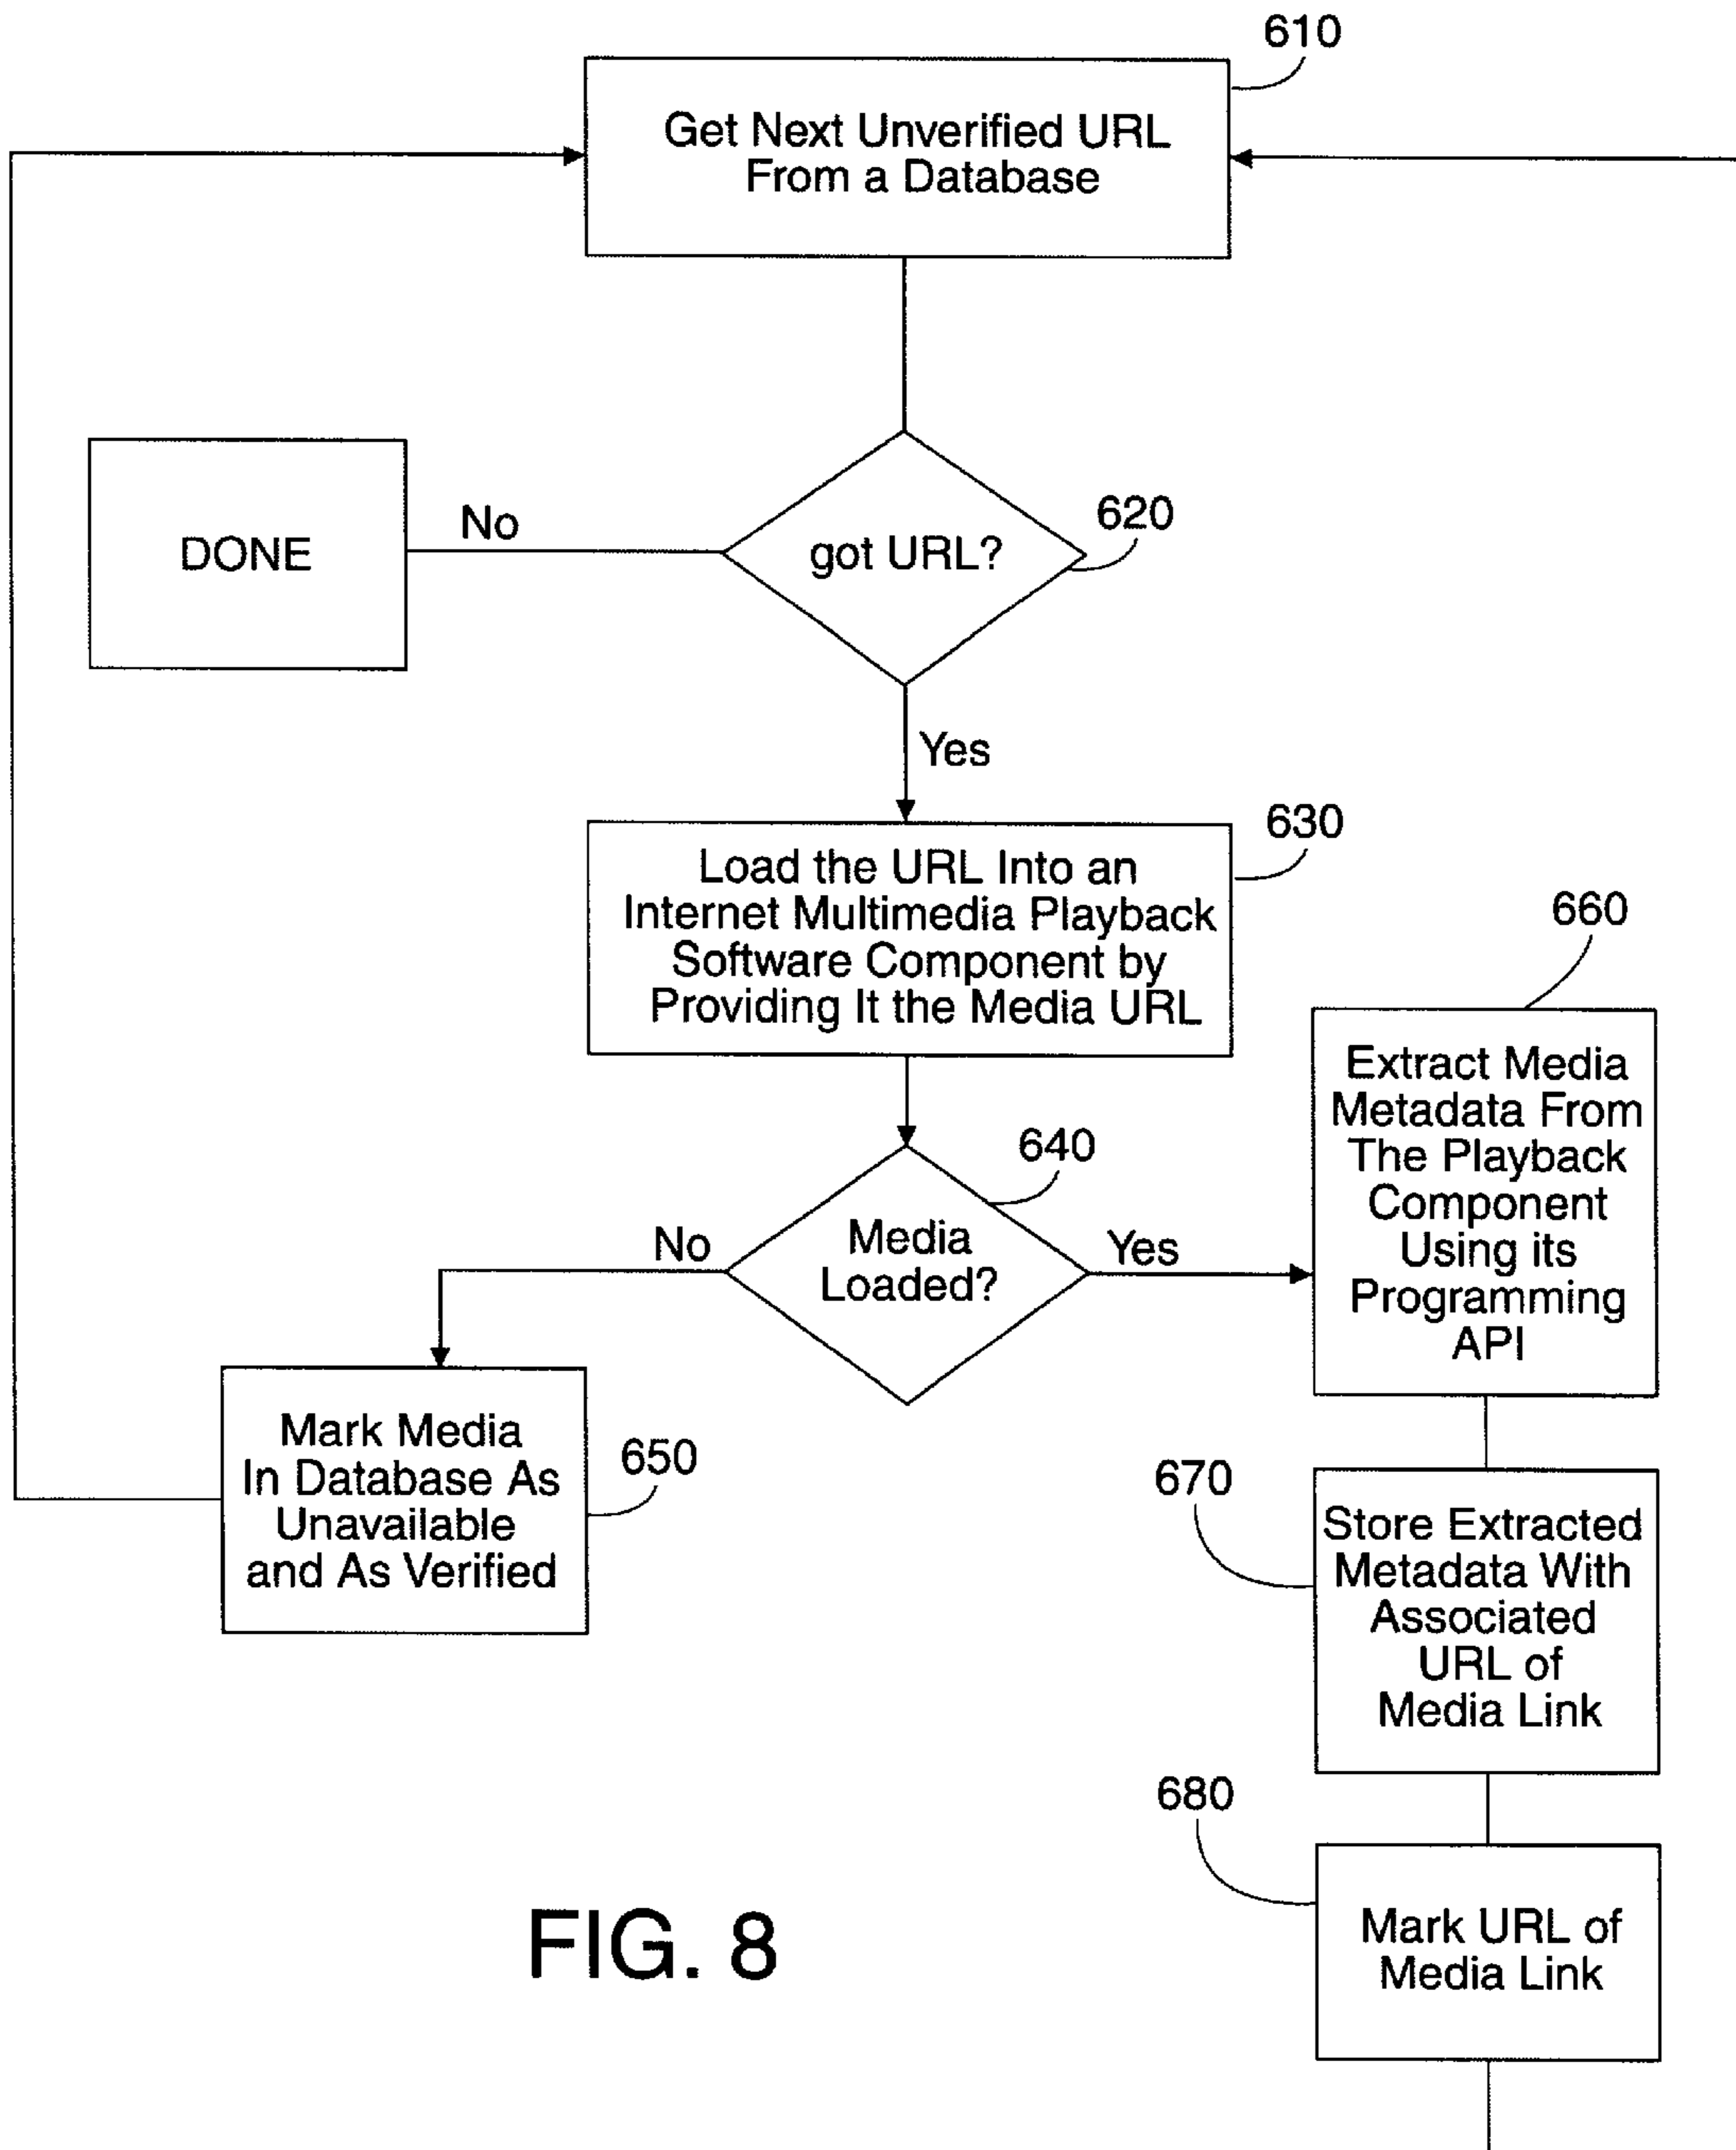 610
Get Next Unverified URL
From a Database
DONE
No
got URL?
620
Yes
630
Load the URL Into an
Internet Multimedia Playback
Software Component by
Providing It the Media URL
640
Media
Loaded?
No
Yes
650
Mark Media
In Database As
Unavailable
and As Verified
660
Extract Media
Metadata From
The Playback
Component
Using its
Programming
API
670
Store Extracted
Metadata With
Associated
URL of
Media Link
680
Mark URL of
Media Link
FIG. 8